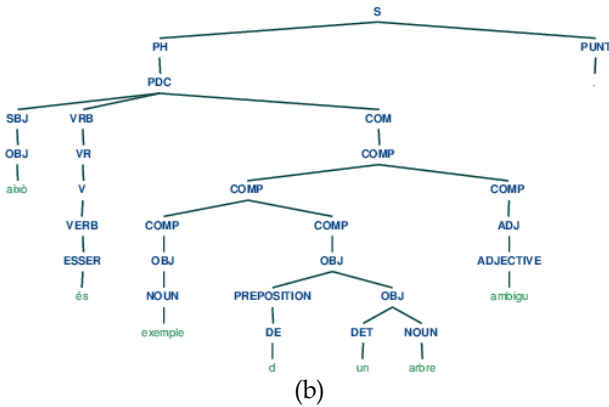 S
PH PUNT
PDC .
SBJ VRB COM
OBJ VR COMP
això V COMP COMP
VERB COMP COMP ADJ
ESSER OBJ OBJ ADJECTIVE
és NOUN PREPOSITION OBJ ambigu
exemple DE DET NOUN
d un arbre
(b)